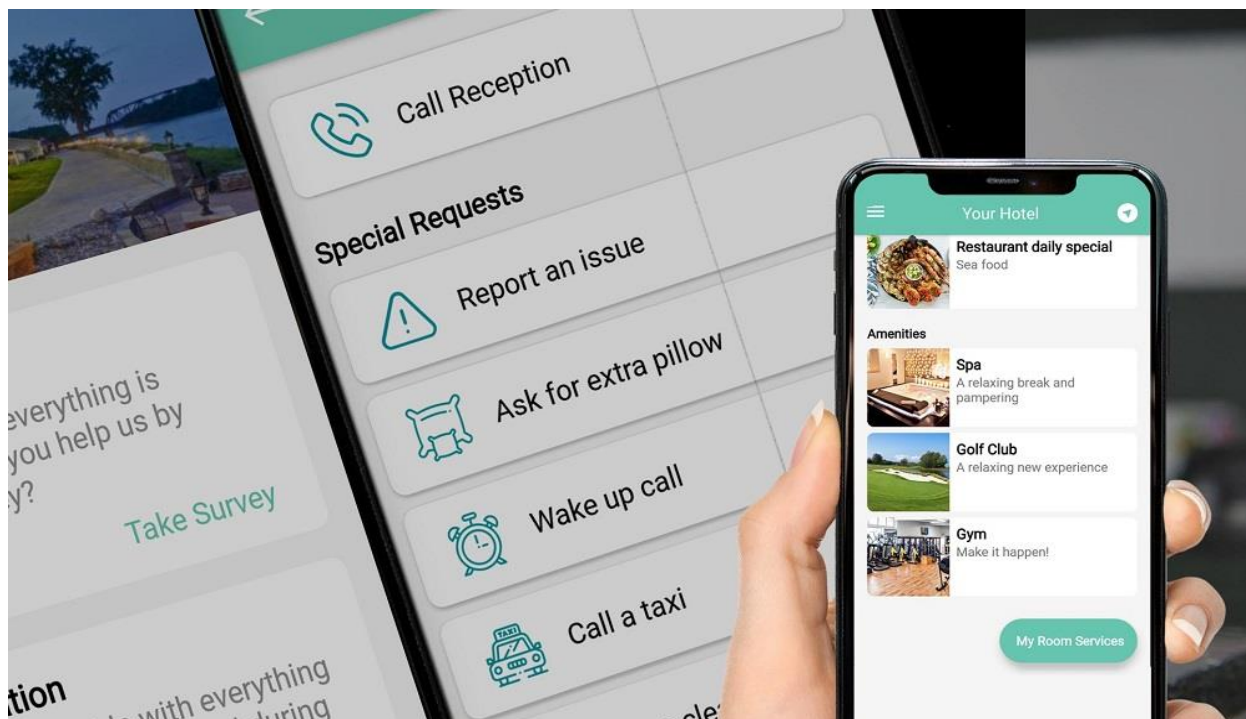 everything is
you help us by
y?
Take Survey
tion
with everything
during
Call Reception
Special Requests
Report an issue
Ask for extra pillow
Wake up call
TAXI
Call a taxi
Your Hotel
Restaurant daily special
Sea food
Amenities
Spa
A relaxing break and
pampering
Golf Club
A relaxing new experience
Gym
Make it happen!
My Room Services